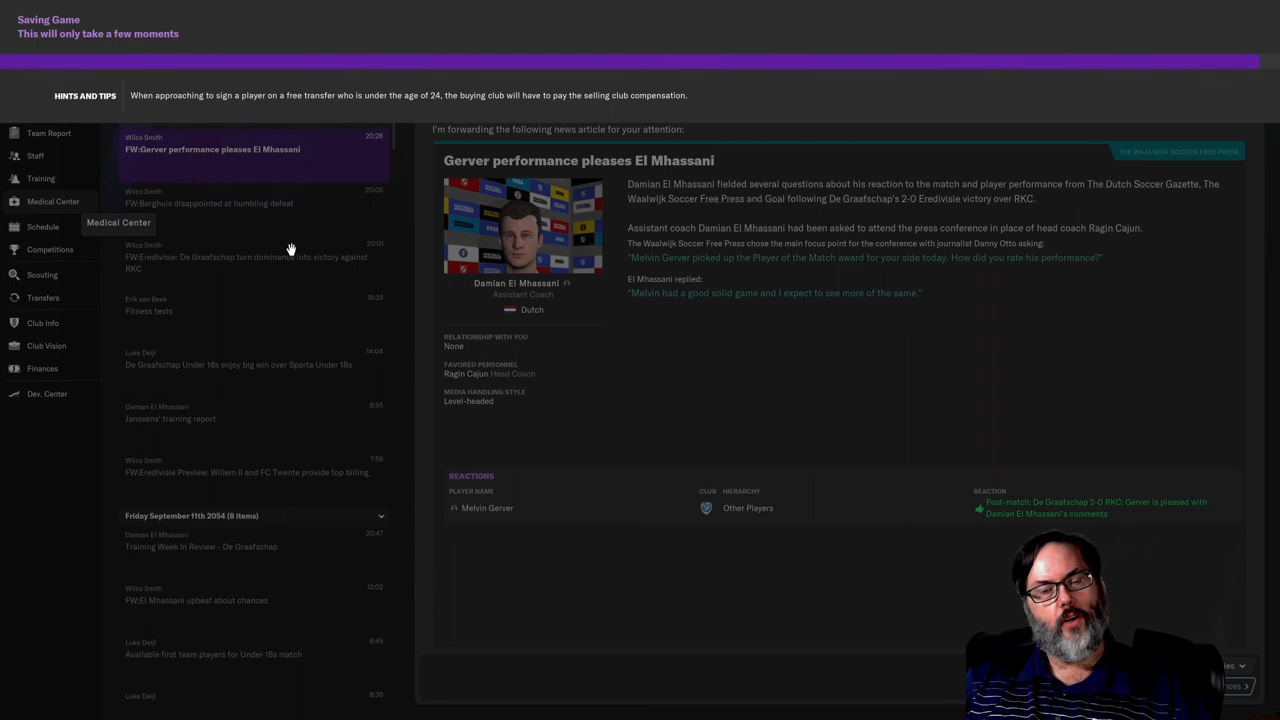 Saving Game
This will only take a few moments
HINTS AND TIPS
When approaching to sign a player on a free transfer who is under the age of 24, the buying club will have to pay the selling club compensation.
Team Report
Staff
Training
Medical Center
Medical Center
Schedule
Competitions
Scouting
Transfers
Club Info
Club Vision
Finances
Dev. Center
Wilco Smith
20:26
FW:Gerver performance pleases El Mhassani
Wilco Smith
20:05
FW:Berghuis disappointed at humbling defeat
Wilco Smith
20:01
FW:Eredivisie: De Graafschap turn dominance into victory against
RKC
Erik van Beek
18:29
Fitness tests
Luke Deijl
14:04
De Graafschap Under 18s enjoy big win over Sparta Under 18s
Damian El Mhassani
8:55
Janssens' training report
Wilco Smith
7:56
FW:Eredivisie Preview: Willem II and FC Twente provide top billing
Friday September 11th 2054 (8 Items)
Damian El Mhassani
20:47
Training Week In Review - De Graafschap
Wilco Smith
13:02
FW:El Mhassani upbeat about chances
Luke Deijl
8:45
Available first team players for Under 18s match
Luke Deijl
8:36
I'm forwarding the following news article for your attention:
Gerver performance pleases El Mhassani
THE WAALWIJK SOCCER FREE PRESS
Damian El Mhassani
Assistant Coach
Dutch
RELATIONSHIP WITH YOU
None
FAVORED PERSONNEL
Ragin Cajun Head Coach
MEDIA HANDLING STYLE
Level-headed
Damian El Mhassani fielded several questions about his reaction to the match and player performance from The Dutch Soccer Gazette, The
Waalwijk Soccer Free Press and Goal following De Graafschap's 2-0 Eredivisie victory over RKC.
Assistant coach Damian El Mhassani had been asked to attend the press conference in place of head coach Ragin Cajun.
The Waalwijk Soccer Free Press chose the main focus point for the conference with journalist Danny Otto asking:
"Melvin Gerver picked up the Player of the Match award for your side today. How did you rate his performance?"
El Mhassani replied:
"Melvin had a good solid game and I expect to see more of the same."
REACTIONS
PLAYER NAME
CLUB
HIERARCHY
REACTION
Melvin Gerver
Other Players
Post-match: De Graafschap 2-0 RKC: Gerver is pleased with
Damian El Mhassani's comments